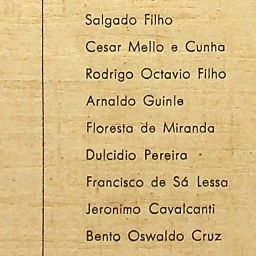 Salgado Filho
Cesar Mello e Cunha
Rodrigo Octavio Filho
Arnaldo Guinle
Floresta de Miranda
Dulcidio Pereira
Francisco de Sá Lessa
Jeronimo Cavalcanti
Bento Oswaldo Cruz